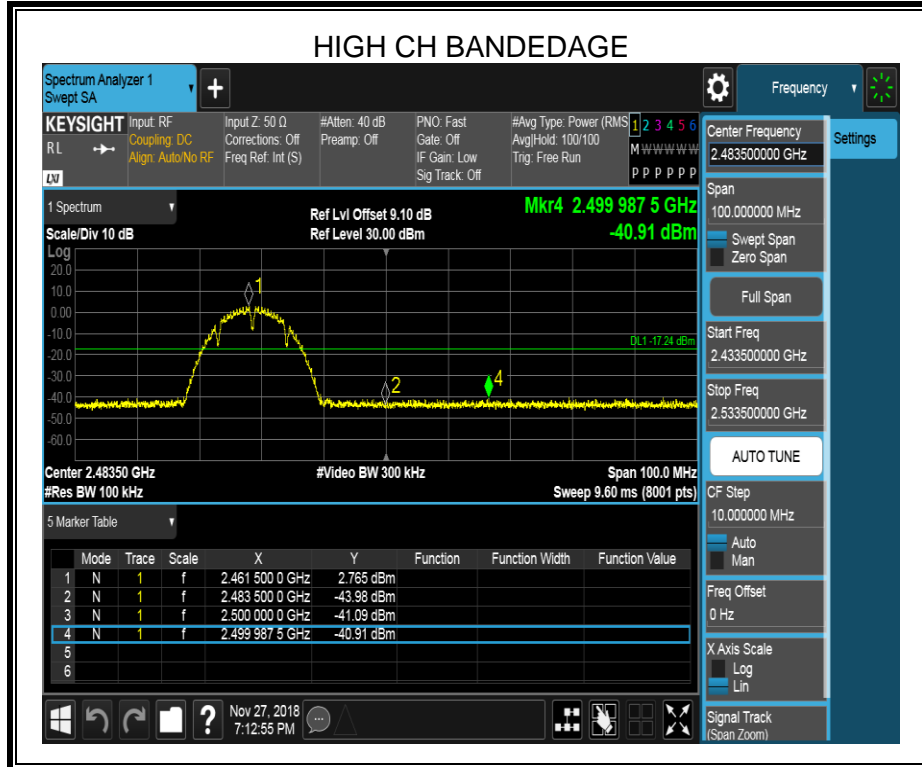 HIGH CH BANDEDAGE
Spectrum Analyzer 1
Swept SA
+
Frequency
KEYSIGHT
RL
LXI
Input: RF
Coupling: DC
Align: Auto/No RF
Input Z: 50 Ω
Corrections: Off
Freq Ref: Int (S)
#Atten: 40 dB
Preamp: Off
PNO: Fast
Gate: Off
IF Gain: Low
Sig Track: Off
#Avg Type: Power (RMS
Avg|Hold: 100/100
Trig: Free Run
1 2 3 4 5 6
M W W W W W
P P P P P P
1 Spectrum
Scale/Div 10 dB
Ref Lvl Offset 9.10 dB
Ref Level 30.00 dBm
Mkr4 2.499 987 5 GHz
-40.91 dBm
Log
20.0
10.0
0.00
-10.0
-20.0
-30.0
-40.0
-50.0
-60.0
1
2
4
DL1 -17.24 dBm
Center 2.48350 GHz
#Video BW 300 kHz
Span 100.0 MHz
#Res BW 100 kHz
Sweep 9.60 ms (8001 pts)
5 Marker Table
Mode Trace Scale X Y Function Function Width Function Value
1 N 1 f 2.461 500 0 GHz 2.765 dBm
2 N 1 f 2.483 500 0 GHz -43.98 dBm
3 N 1 f 2.500 000 0 GHz -41.09 dBm
4 N 1 f 2.499 987 5 GHz -40.91 dBm
5
6
?
Nov 27, 2018
7:12:55 PM
Center Frequency
2.483500000 GHz
Settings
Span
100.000000 MHz
Swept Span
Zero Span
Full Span
Start Freq
2.433500000 GHz
Stop Freq
2.533500000 GHz
AUTO TUNE
CF Step
10.000000 MHz
Auto
Man
Freq Offset
0 Hz
X Axis Scale
Log
Lin
Signal Track
(Span Zoom)